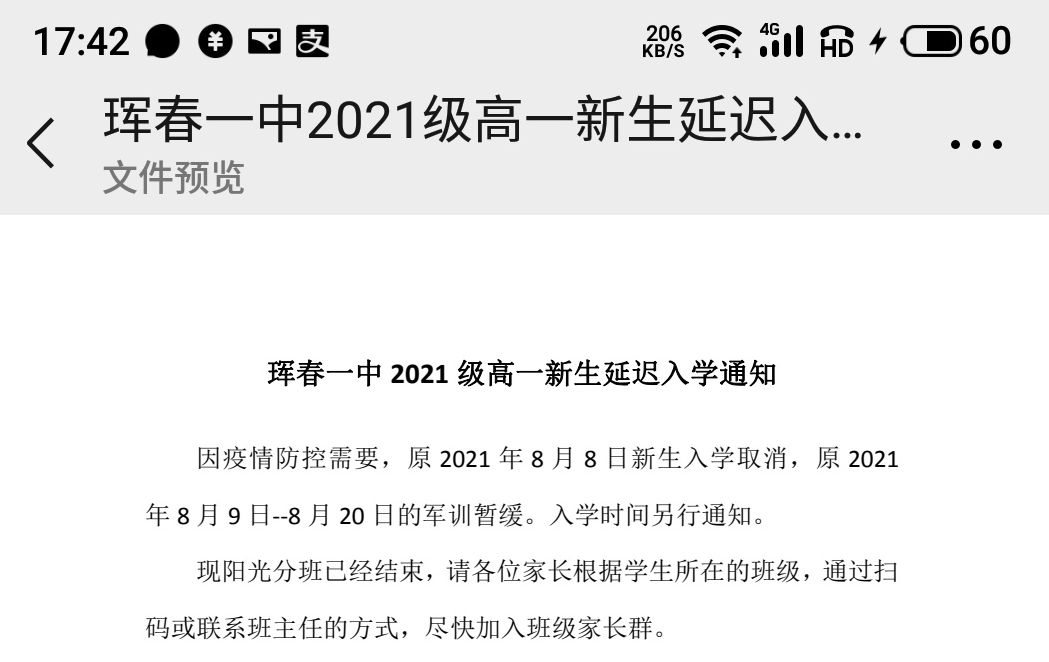 17:42 支 206 KB/S 4G HD 60
珲春一中2021级高一新生延迟入...
文件预览
珲春一中 2021 级高一新生延迟入学通知
因疫情防控需要，原 2021 年 8 月 8 日新生入学取消，原 2021
年 8 月 9 日--8 月 20 日的军训暂缓。入学时间另行通知。
现阳光分班已经结束，请各位家长根据学生所在的班级，通过扫
码或联系班主任的方式，尽快加入班级家长群。